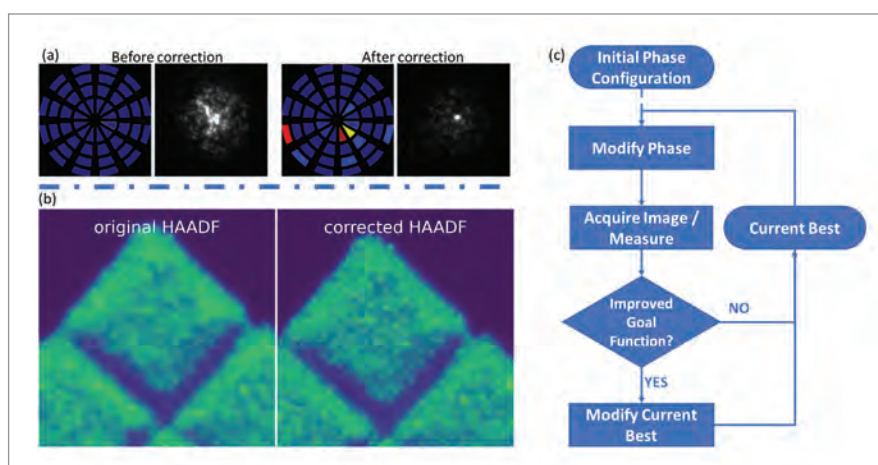 (a)
Before correction
After correction
(b)
original HAADF
corrected HAADF
(c)
Initial Phase
Configuration
Modify Phase
Acquire Image /
Measure
Current Best
Improved
Goal
Function?
NO
YES
Modify Current
Best